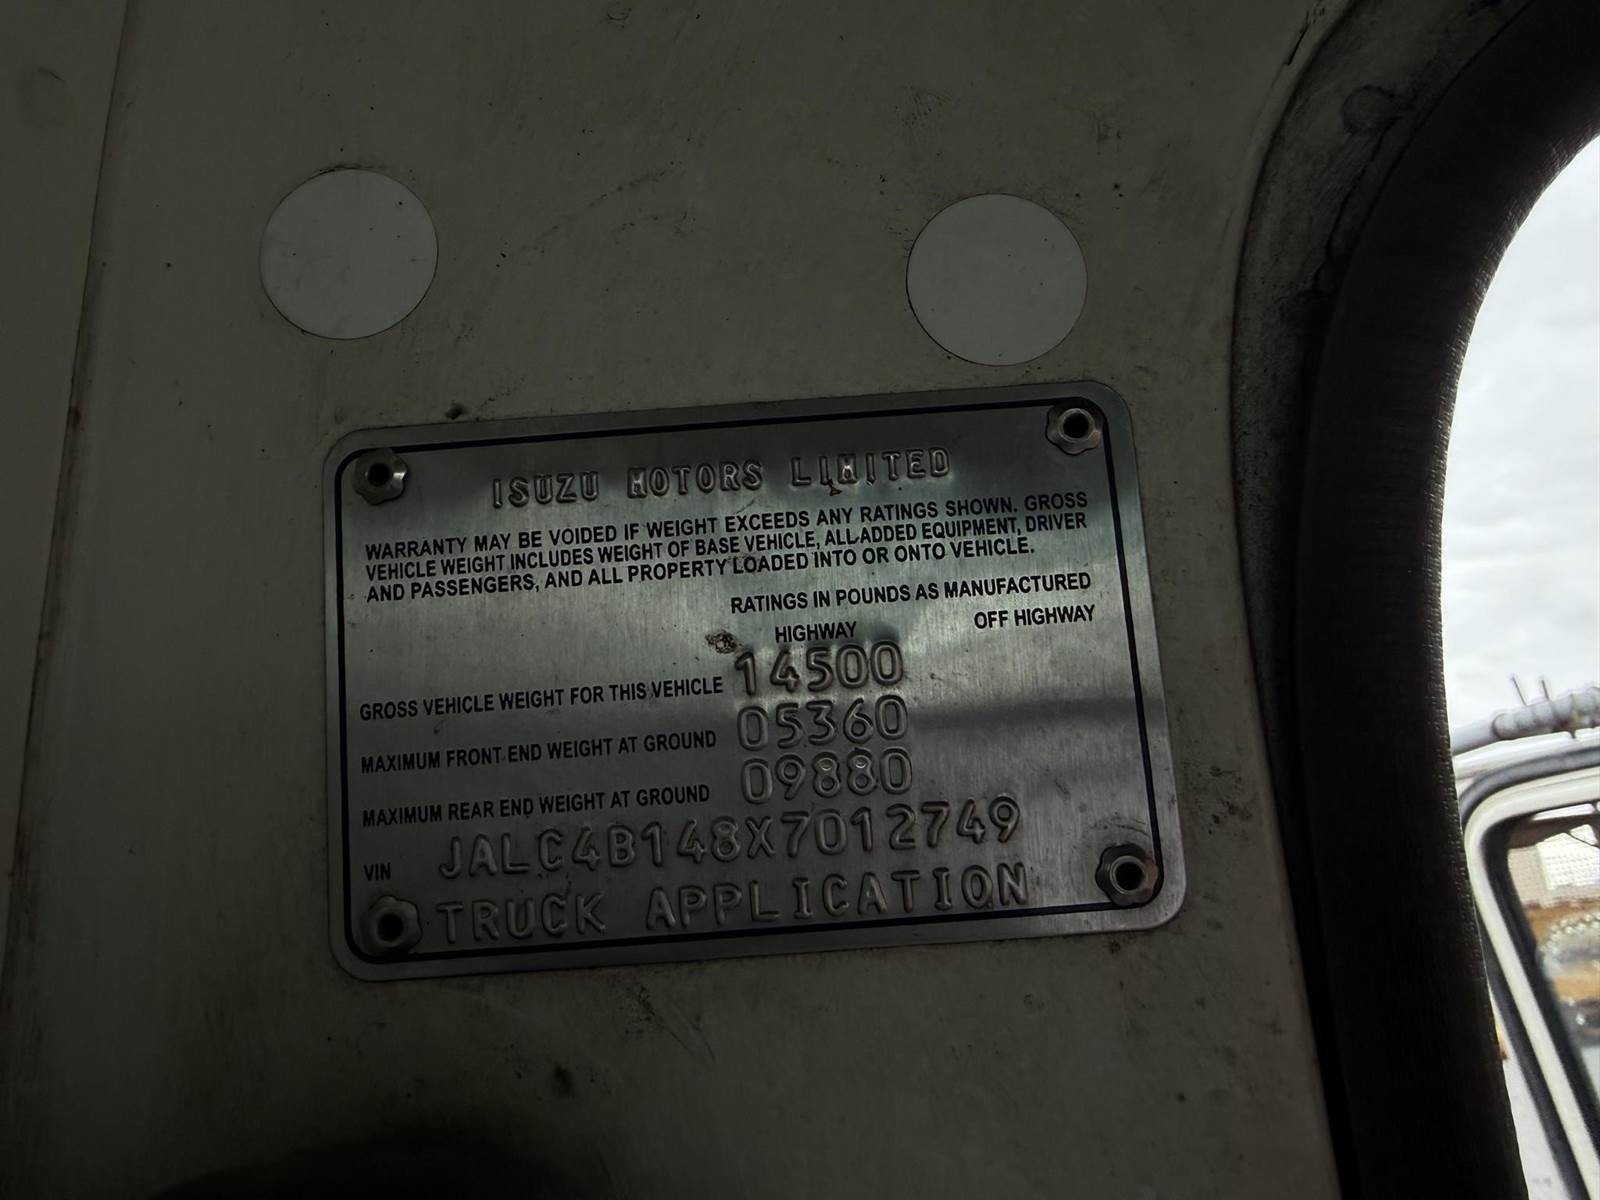 ISUZU MOTORS LIMITED
WARRANTY MAY BE VOIDED IF WEIGHT EXCEEDS ANY RATINGS SHOWN. GROSS
VEHICLE WEIGHT INCLUDES WEIGHT OF BASE VEHICLE, ALL ADDED EQUIPMENT, DRIVER
AND PASSENGERS, AND ALL PROPERTY LOADED INTO OR ONTO VEHICLE.
RATINGS IN POUNDS AS MANUFACTURED
HIGHWAY OFF HIGHWAY
GROSS VEHICLE WEIGHT FOR THIS VEHICLE 14500
MAXIMUM FRONT END WEIGHT AT GROUND 05360
MAXIMUM REAR END WEIGHT AT GROUND 09880
VIN JALC4B148X7012749
TRUCK APPLICATION